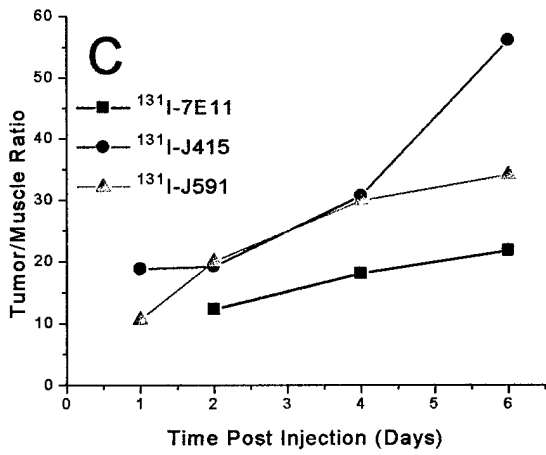 C
¹³¹I-7E11
¹³¹I-J415
¹³¹I-J591
Tumor/Muscle Ratio
60
50
40
30
20
10
0
0 1 2 3 4 5 6
Time Post Injection (Days)